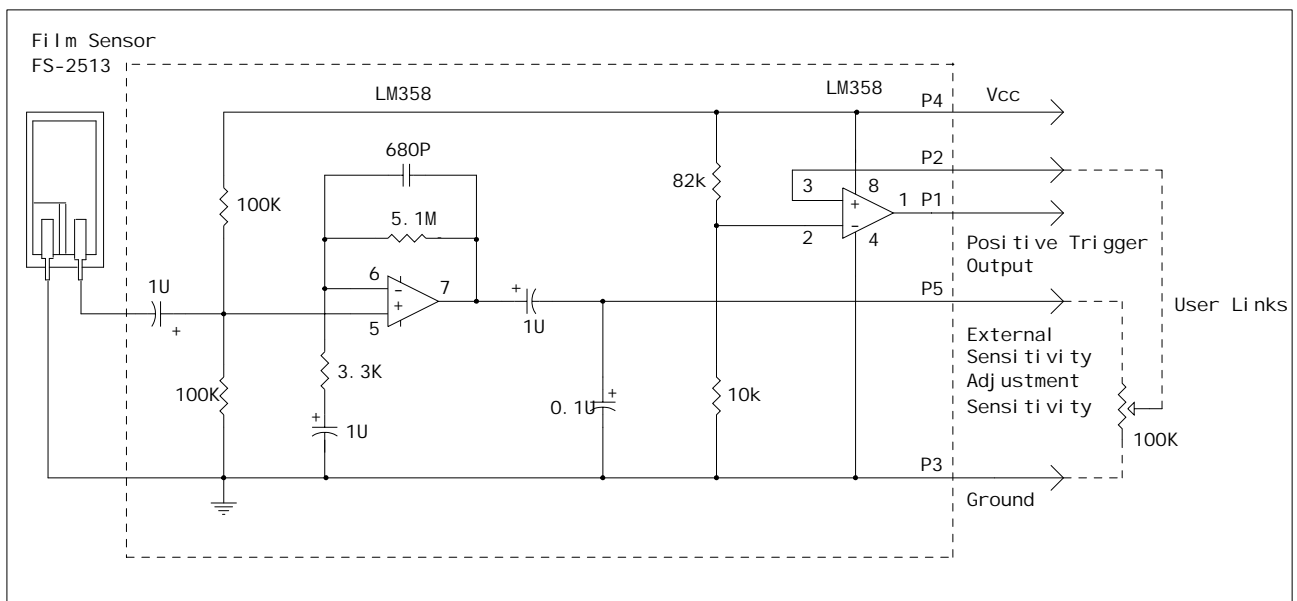 Film Sensor
FS-2513
LM358
LM358
P4
Vcc
680P
P2
82k
3
8
100K
5.1M
+
1
P1
-
2
4
Positive Trigger
Output
1U
6
-
7
+
P5
+
+
5
1U
User Links
External
Sensitivity
3.3K
Adjustment
100K
+
10k
Sensitivity
0.1U
+
1U
100K
P3
Ground